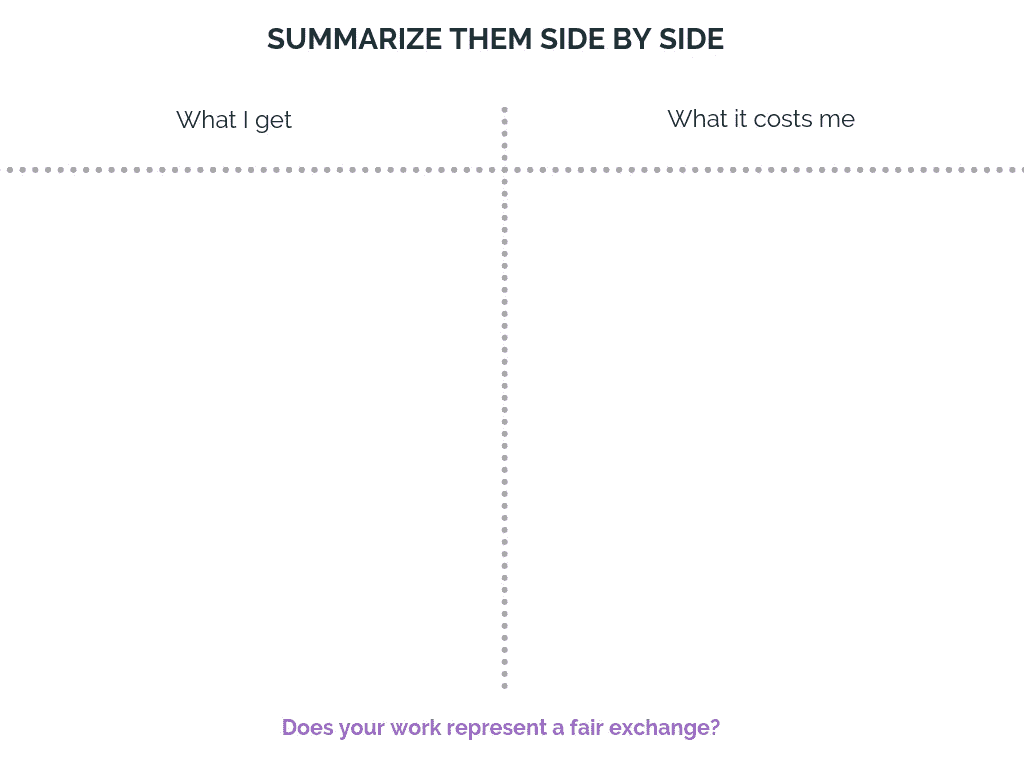 SUMMARIZE THEM SIDE BY SIDE
What I get
What it costs me
Does your work represent a fair exchange?